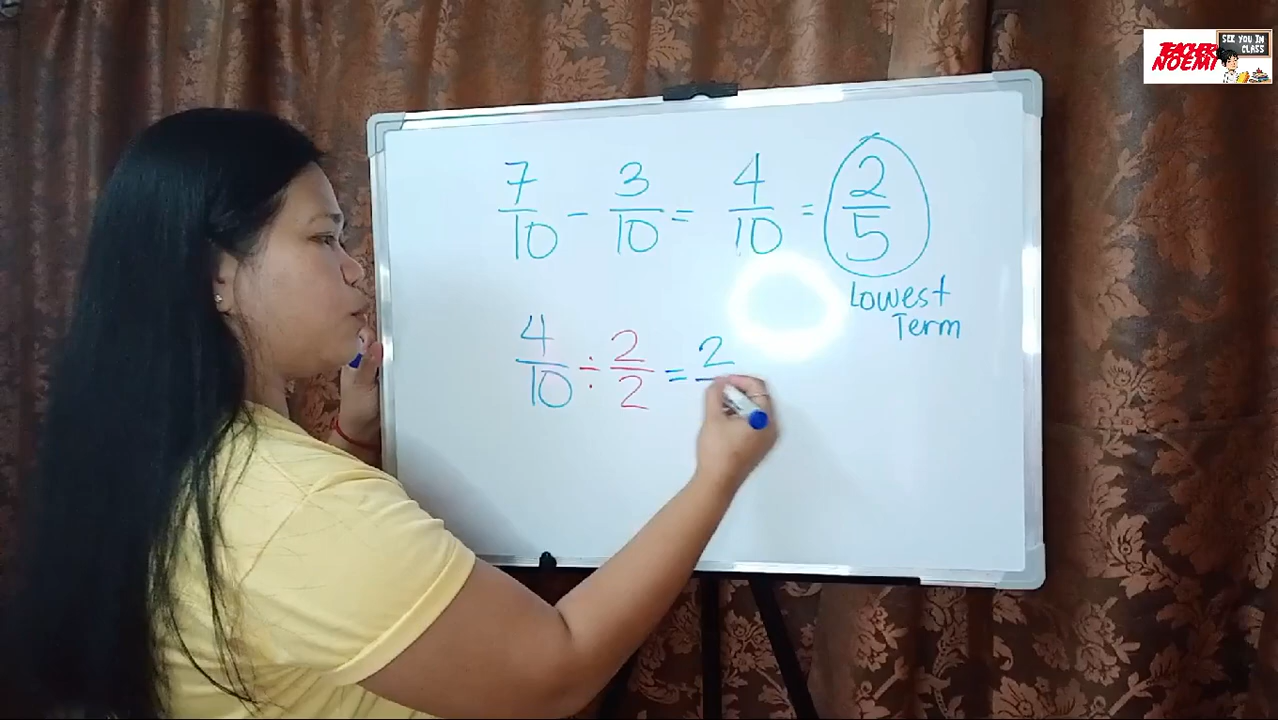 TEACHER NOEMI
SEE YOU IN CLASS
7/10 - 3/10 = 4/10 = 2/5
Lowest
Term
4/10 ÷ 2/2 = 2/